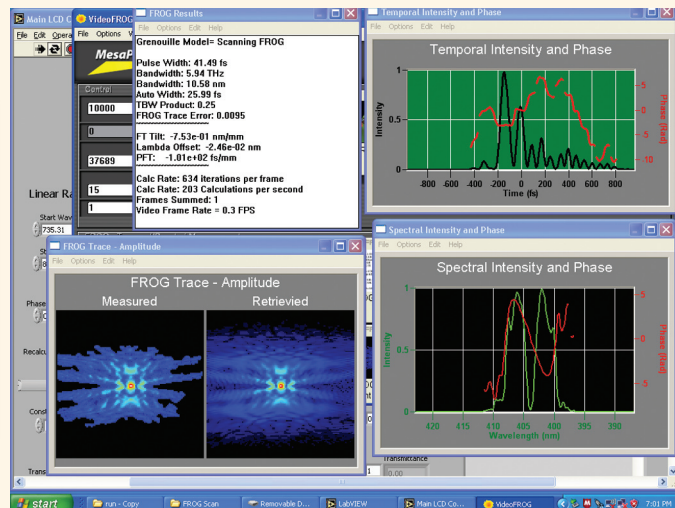 Main LCD Co
VideoFROG
File Edit Opera
File Options V
MesaP
Control
10000
0
37689
15
1
Linear Ra
Start Wav
735.31
Phase
Recalcu
Const
Trans
FROG Results
File Options Edit Help
Grenouille Model= Scanning FROG
Pulse Width: 41.49 fs
Bandwidth: 5.94 THz
Bandwidth: 10.58 nm
Auto Width: 25.99 fs
TBW Product: 0.25
FROG Trace Error: 0.0095
FT Tilt: -7.53e-01 nm/mm
Lambda Offset: -2.46e-02 nm
PFT: -1.01e+02 fs/mm
Calc Rate: 634 iterations per frame
Calc Rate: 203 Calculations per second
Frames Summed: 1
Video Frame Rate = 0.3 FPS
Temporal Intensity and Phase
File Options Edit Help
Temporal Intensity and Phase
Intensity
1
0.5
0
5
0
-5
-10
Phase [Rad]
-800 -600 -400 -200 0 200 400 600 800
Time (fs)
FROG Trace - Amplitude
File Options Edit Help
FROG Trace - Amplitude
Measured
Retrievied
Spectral Intensity and Phase
File Options Edit Help
Spectral Intensity and Phase
Intensity
1
0.5
0
5
0
-5
Phase [Rad]
420 415 410 405 400 395 390
Wavelength (nm)
Transmittance
0.00
start
run - Copy
FROG Scan
Removable D...
LabVIEW
Main LCD Co...
VideoFROG
7:01 PM